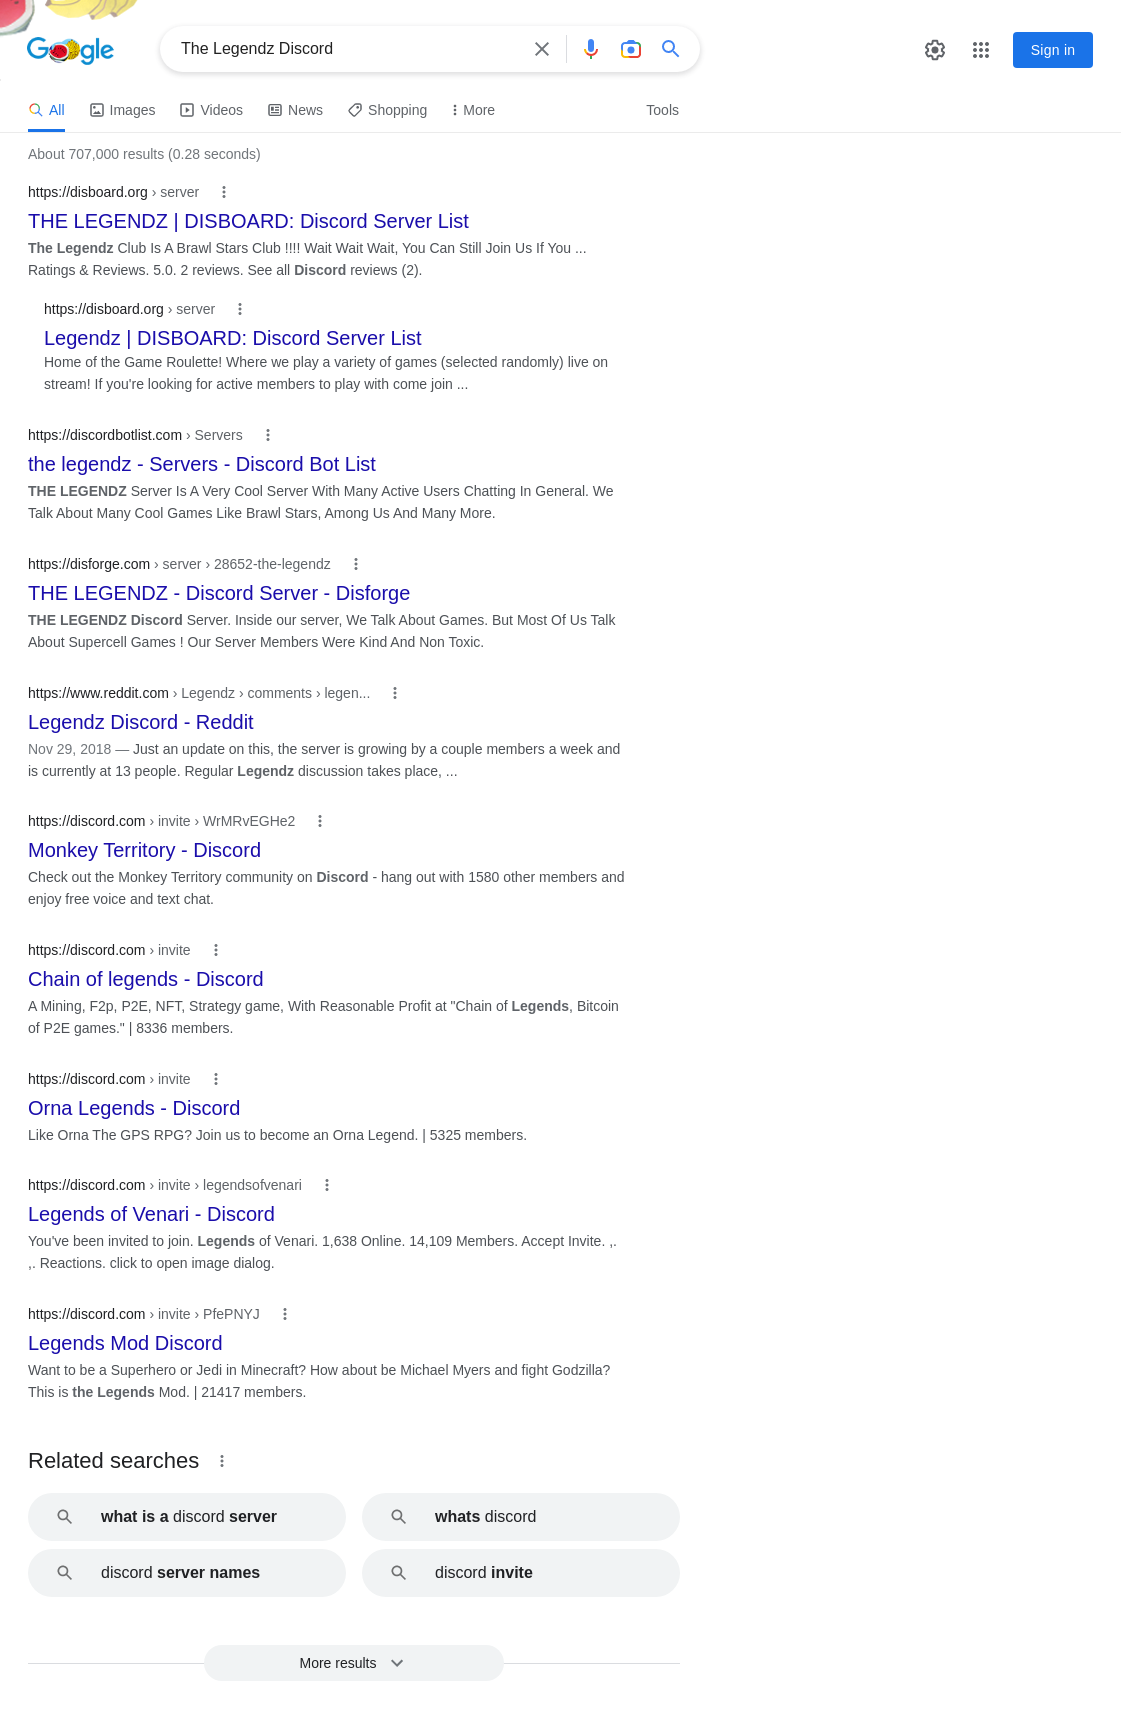 Google
The Legendz Discord
Sign in
All
Images
Videos
News
Shopping
More
Tools
About 707,000 results (0.28 seconds)
https://disboard.org › server
THE LEGENDZ | DISBOARD: Discord Server List
The Legendz Club Is A Brawl Stars Club !!!! Wait Wait Wait, You Can Still Join Us If You ...
Ratings & Reviews. 5.0. 2 reviews. See all Discord reviews (2).
https://disboard.org › server
Legendz | DISBOARD: Discord Server List
Home of the Game Roulette! Where we play a variety of games (selected randomly) live on
stream! If you're looking for active members to play with come join ...
https://discordbotlist.com › Servers
the legendz - Servers - Discord Bot List
THE LEGENDZ Server Is A Very Cool Server With Many Active Users Chatting In General. We
Talk About Many Cool Games Like Brawl Stars, Among Us And Many More.
https://disforge.com › server › 28652-the-legendz
THE LEGENDZ - Discord Server - Disforge
THE LEGENDZ Discord Server. Inside our server, We Talk About Games. But Most Of Us Talk
About Supercell Games ! Our Server Members Were Kind And Non Toxic.
https://www.reddit.com › Legendz › comments › legen...
Legendz Discord - Reddit
Nov 29, 2018 — Just an update on this, the server is growing by a couple members a week and
is currently at 13 people. Regular Legendz discussion takes place, ...
https://discord.com › invite › WrMRvEGHe2
Monkey Territory - Discord
Check out the Monkey Territory community on Discord - hang out with 1580 other members and
enjoy free voice and text chat.
https://discord.com › invite
Chain of legends - Discord
A Mining, F2p, P2E, NFT, Strategy game, With Reasonable Profit at "Chain of Legends, Bitcoin
of P2E games." | 8336 members.
https://discord.com › invite
Orna Legends - Discord
Like Orna The GPS RPG? Join us to become an Orna Legend. | 5325 members.
https://discord.com › invite › legendsofvenari
Legends of Venari - Discord
You've been invited to join. Legends of Venari. 1,638 Online. 14,109 Members. Accept Invite. ,.
,. Reactions. click to open image dialog.
https://discord.com › invite › PfePNYJ
Legends Mod Discord
Want to be a Superhero or Jedi in Minecraft? How about be Michael Myers and fight Godzilla?
This is the Legends Mod. | 21417 members.
Related searches
what is a discord server
whats discord
discord server names
discord invite
More results